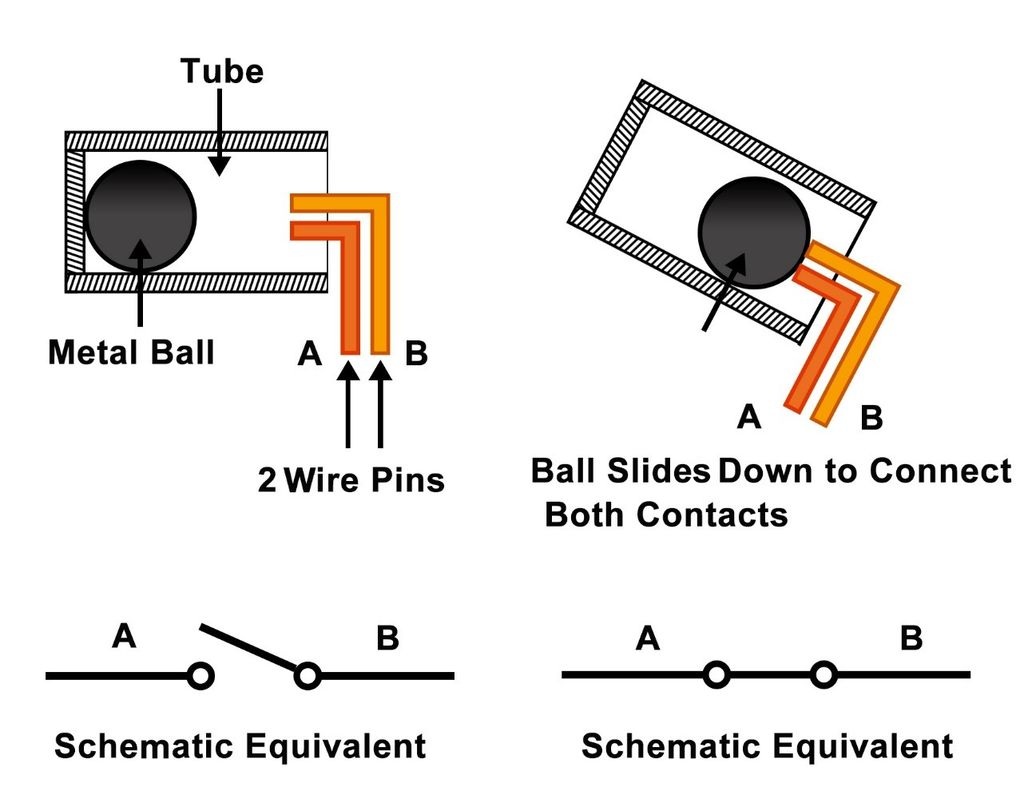 Tube
Metal Ball
A
B
2 Wire Pins
A
B
Ball Slides Down to Connect
Both Contacts
A
B
Schematic Equivalent
A
B
Schematic Equivalent